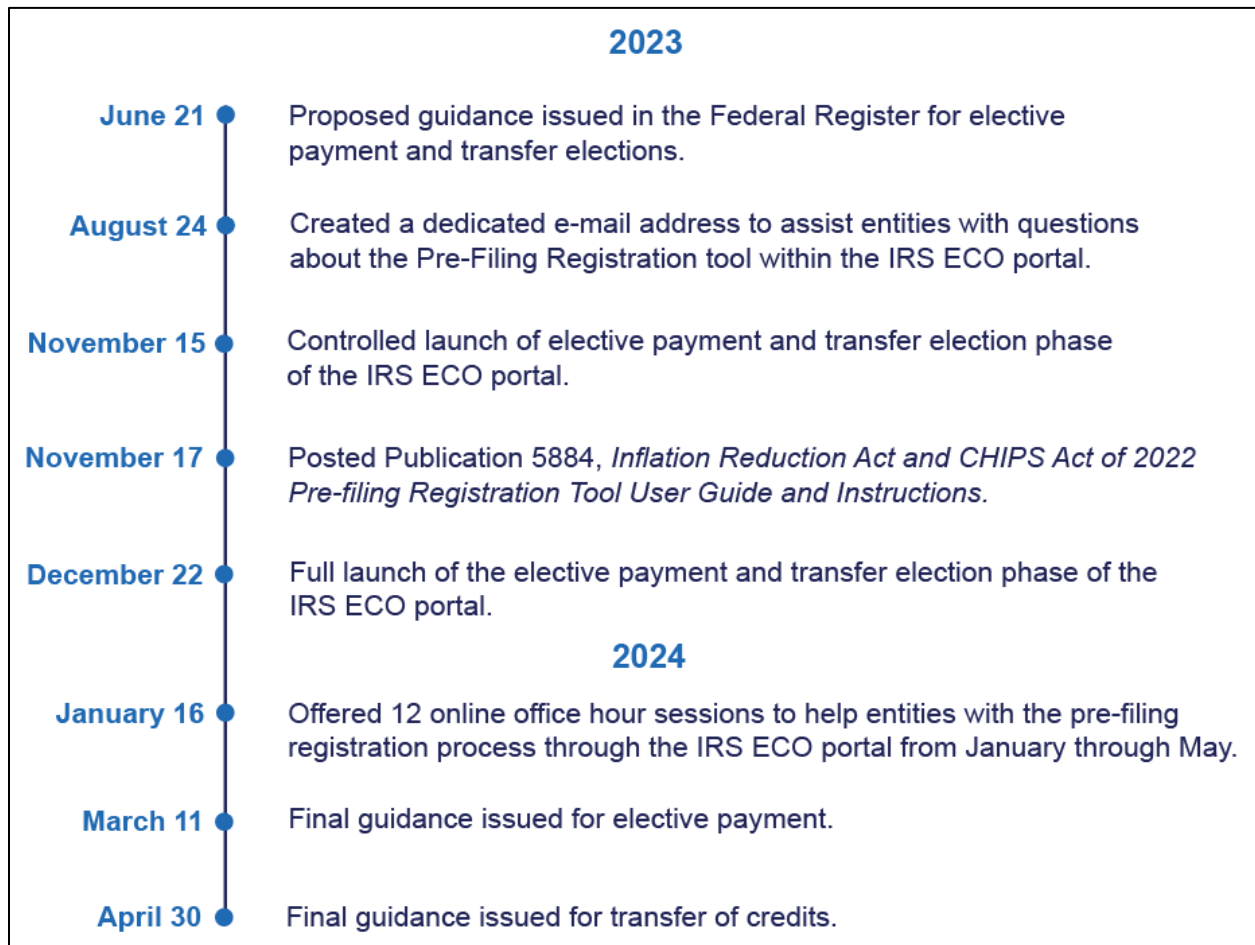 2023
June 21
Proposed guidance issued in the Federal Register for elective
payment and transfer elections.
August 24
Created a dedicated e-mail address to assist entities with questions
about the Pre-Filing Registration tool within the IRS ECO portal.
November 15
Controlled launch of elective payment and transfer election phase
of the IRS ECO portal.
November 17
Posted Publication 5884, Inflation Reduction Act and CHIPS Act of 2022
Pre-filing Registration Tool User Guide and Instructions.
December 22
Full launch of the elective payment and transfer election phase of the
IRS ECO portal.
2024
January 16
Offered 12 online office hour sessions to help entities with the pre-filing
registration process through the IRS ECO portal from January through May.
March 11
Final guidance issued for elective payment.
April 30
Final guidance issued for transfer of credits.